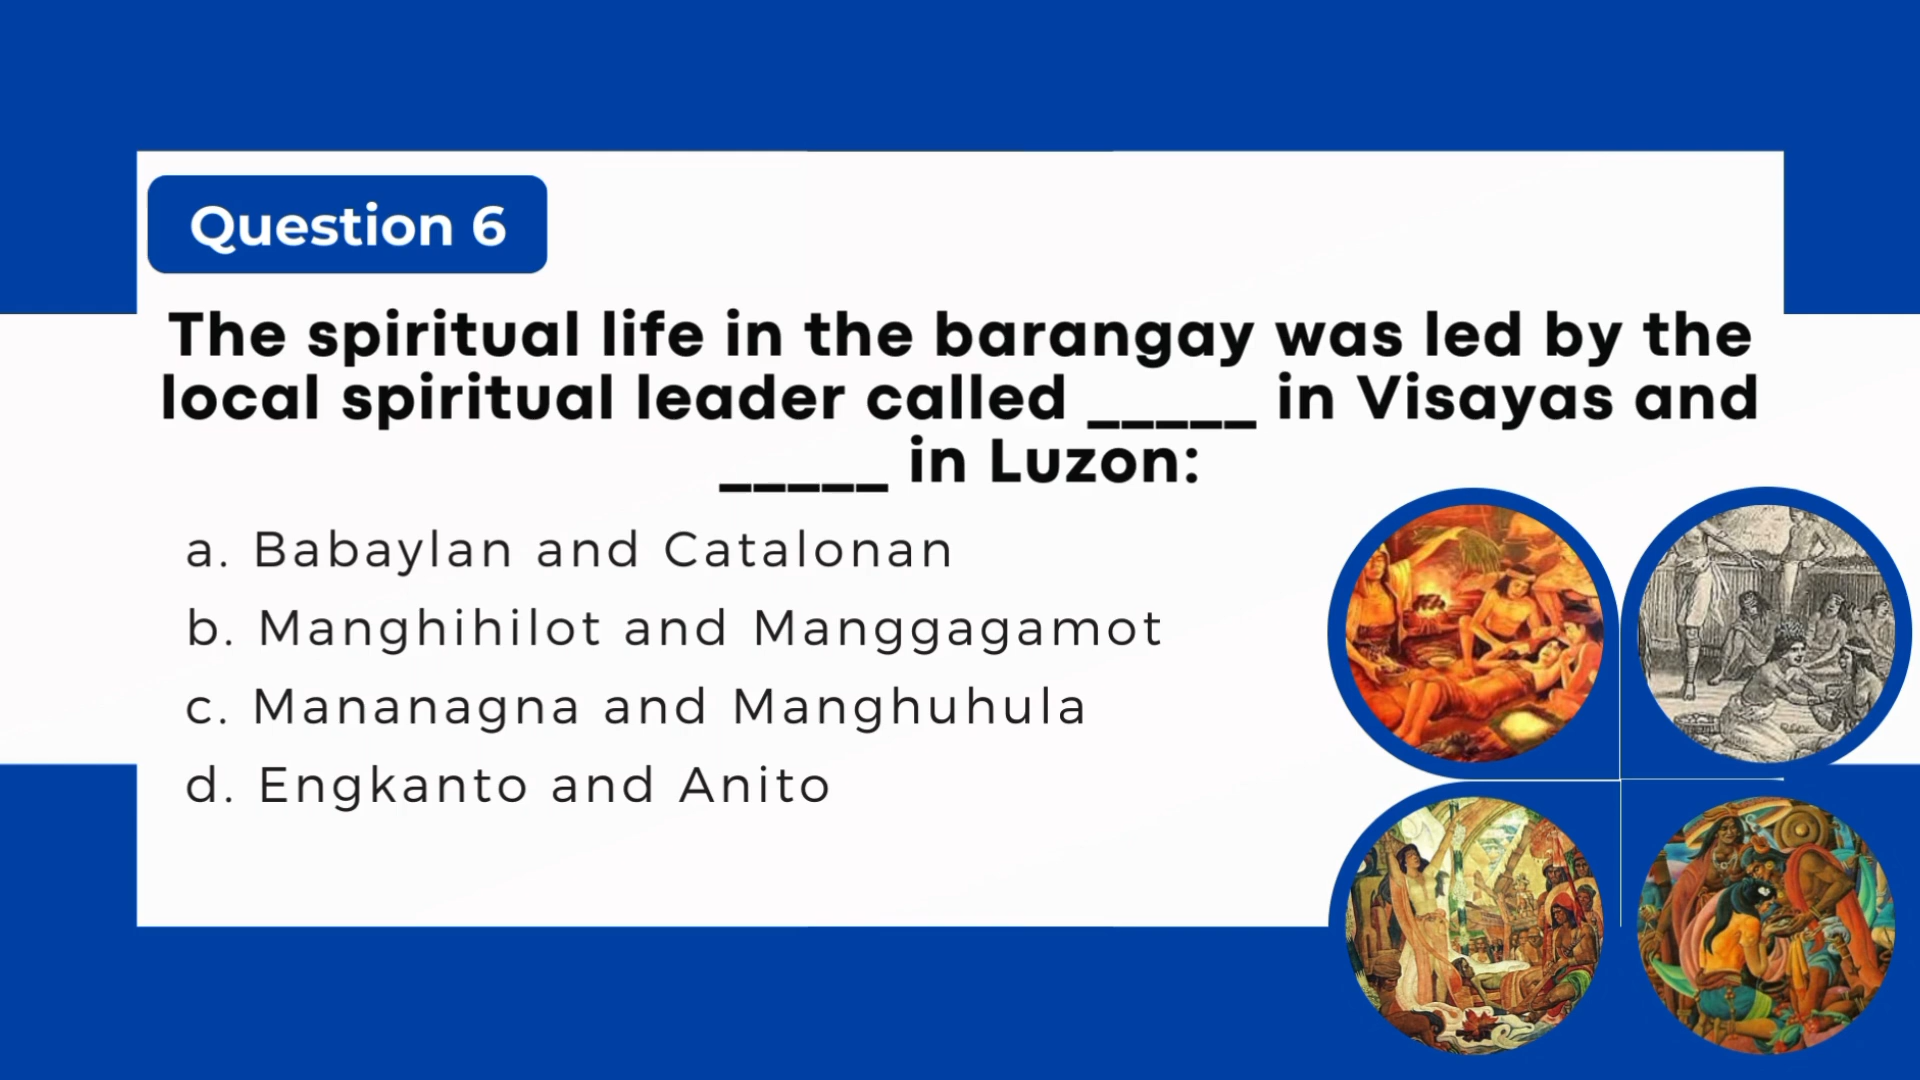 Question 6
The spiritual life in the barangay was led by the
local spiritual leader called _____ in Visayas and
_____ in Luzon:
a. Babaylan and Catalonan
b. Manghihilot and Manggagamot
c. Mananagna and Manghuhula
d. Engkanto and Anito